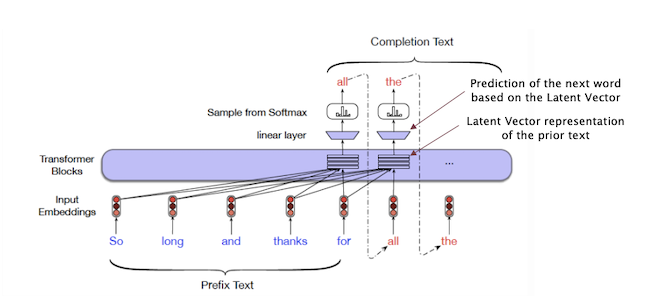 Completion Text
all
the
Prediction of the next word
based on the Latent Vector
Sample from Softmax
linear layer
Latent Vector representation
of the prior text
Transformer
Blocks
...
Input
Embeddings
So
long
and
thanks
for
all
the
Prefix Text